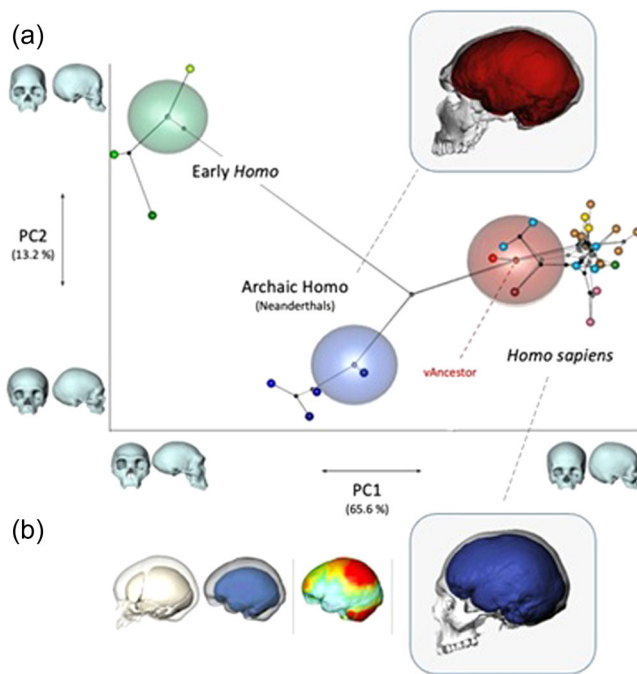 (a)
Early Homo
PC2
(13.2 %)
Archaic Homo
(Neanderthals)
vAncestor
Homo sapiens
PC1
(65.6 %)
(b)